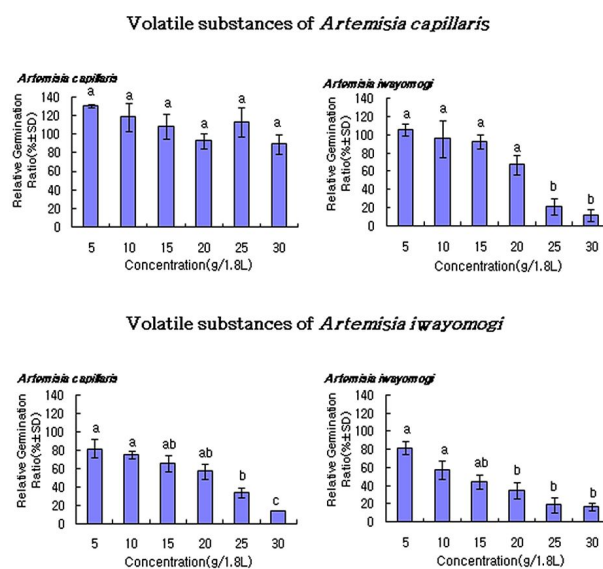 Volatile substances of Artemisia capillaris
Artemisia capillaris
Relative Germination
Ratio(%±SD)
140
120
100
80
60
40
20
0
a
a
a
a
a
a
5 10 15 20 25 30
Concentration(g/1.8L)
Artemisia iwayomogi
Relative Germination
Ratio(%±SD)
140
120
100
80
60
40
20
0
a
a
a
a
b
b
5 10 15 20 25 30
Concentration(g/1.8L)
Volatile substances of Artemisia iwayomogi
Artemisia capillaris
Relative Germination
Ratio(%±SD)
140
120
100
80
60
40
20
0
a
a
ab
ab
b
c
5 10 15 20 25 30
Concentration(g/1.8L)
Artemisia iwayomogi
Relative Germination
Ratio(%±SD)
140
120
100
80
60
40
20
0
a
a
ab
b
b
b
5 10 15 20 25 30
Concentration(g/1.8L)